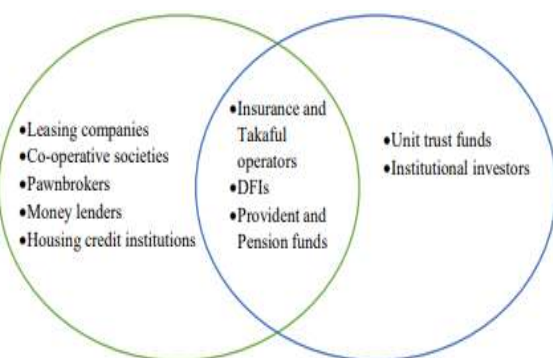 •Leasing companies
•Co-operative societies
•Pawnbrokers
•Money lenders
•Housing credit institutions
•Insurance and
Takaful
operators
•DFIs
•Provident and
Pension funds
•Unit trust funds
•Institutional investors